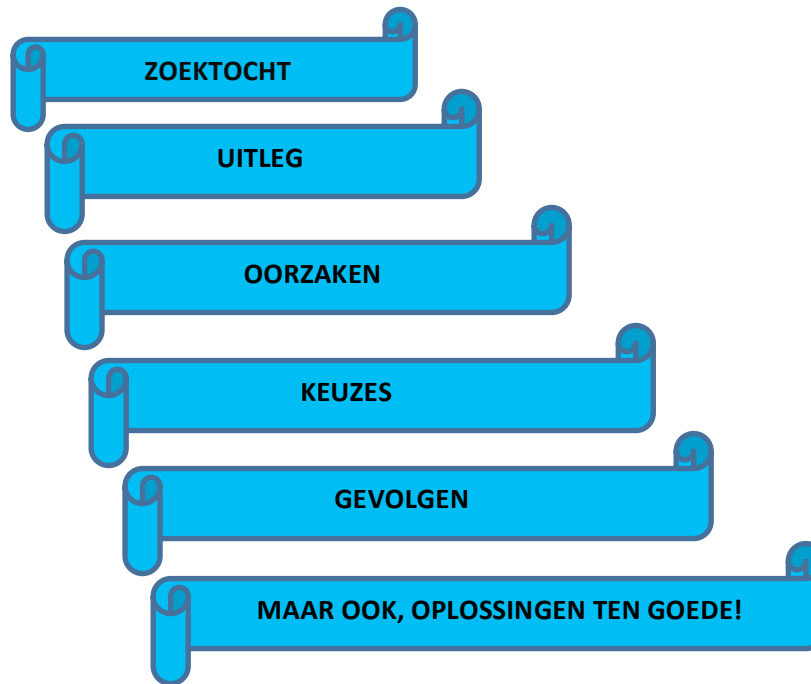 ZOEKTOCHT
UITLEG
OORZAKEN
KEUZES
GEVOLGEN
MAAR OOK, OPLOSSINGEN TEN GOEDE!